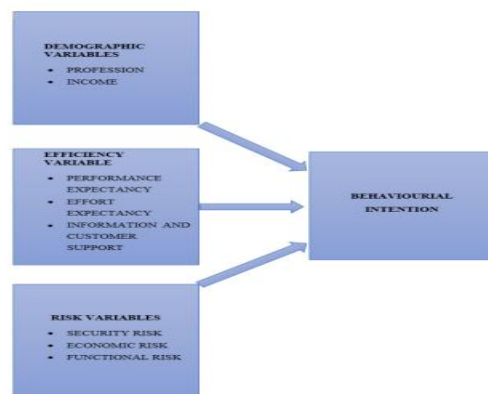 DEMOGRAPHIC
VARIABLES
• PROFESSION
• INCOME
EFFICIENCY
VARIABLE
• PERFORMANCE
EXPECTANCY
• EFFORT
EXPECTANCY
• INFORMATION AND
CUSTOMER
SUPPORT
RISK VARIABLES
• SECURITY RISK
• ECONOMIC RISK
• FUNCTIONAL RISK
BEHAVIOURIAL
INTENTION